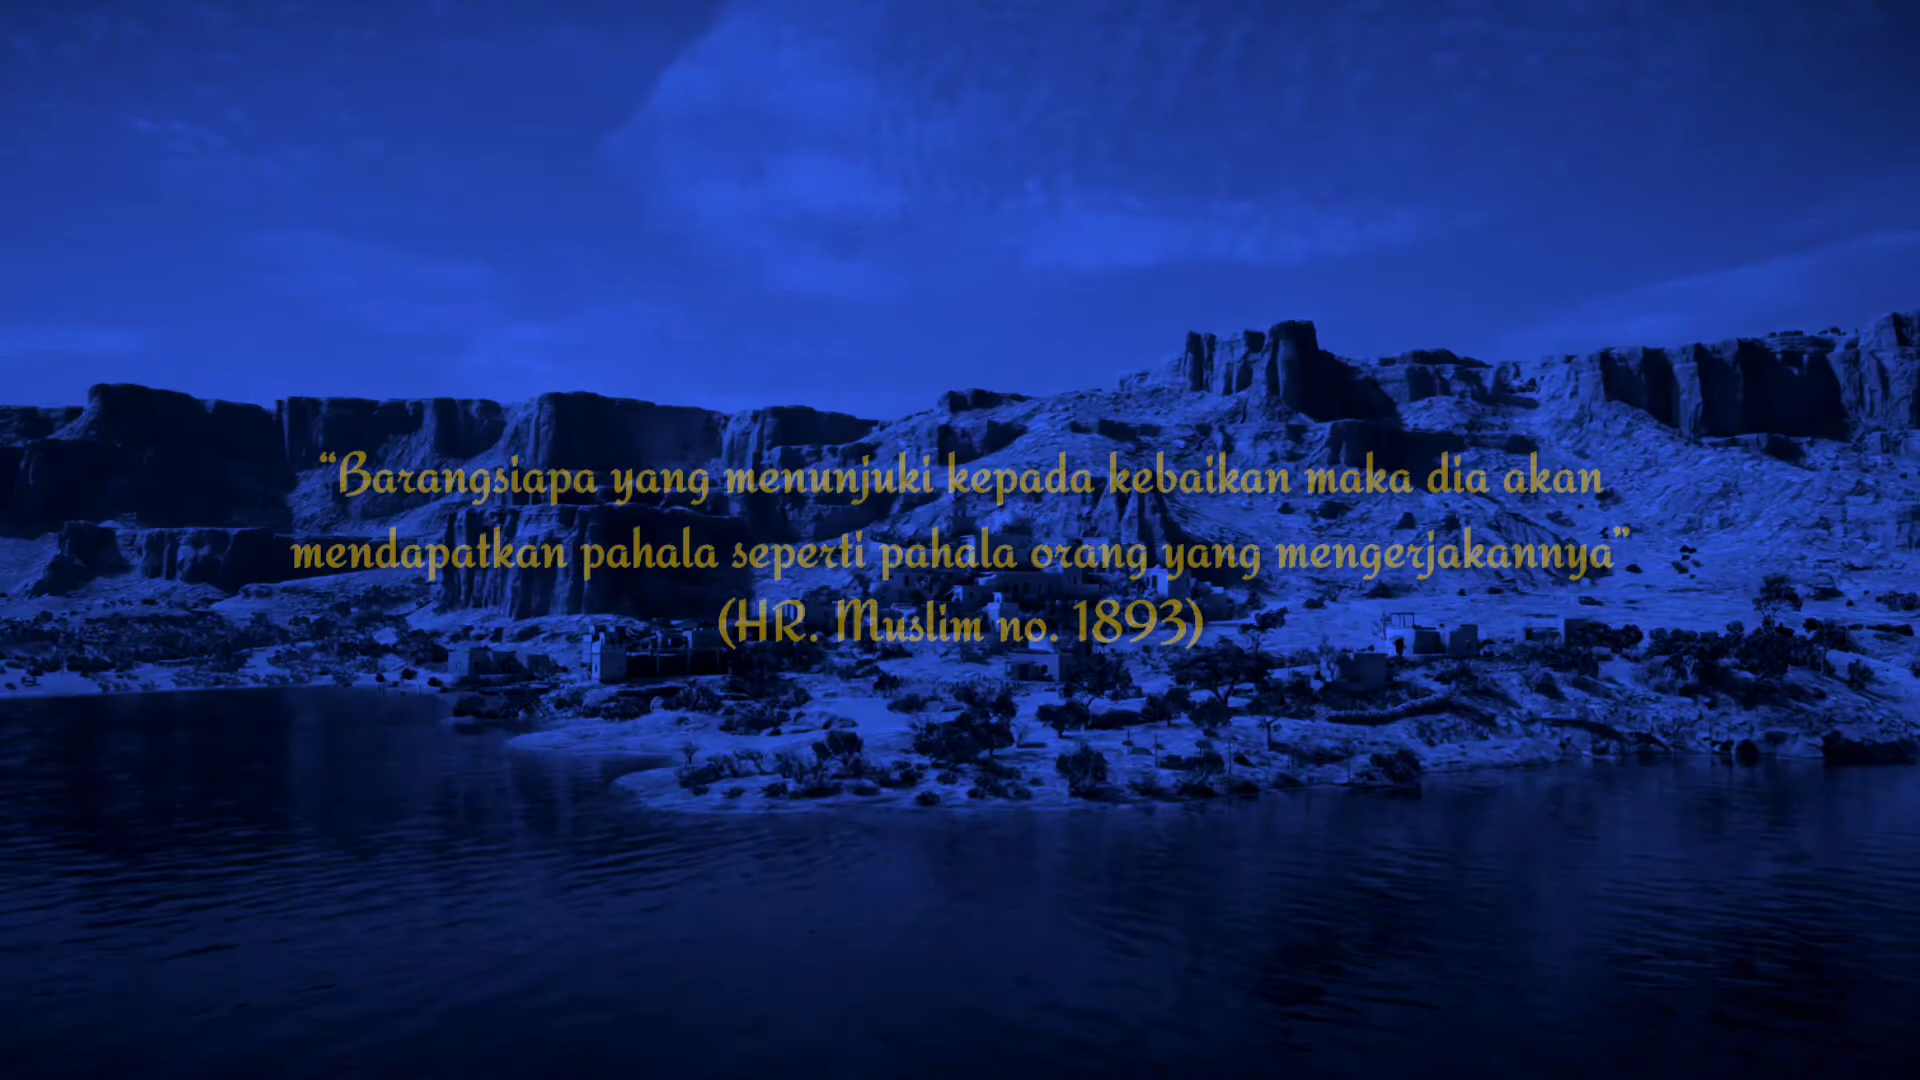 “Barangsiapa yang menunjuki kepada kebaikan maka dia akan
mendapatkan pahala seperti pahala orang yang mengerjakannya”
(HR. Muslim no. 1893)